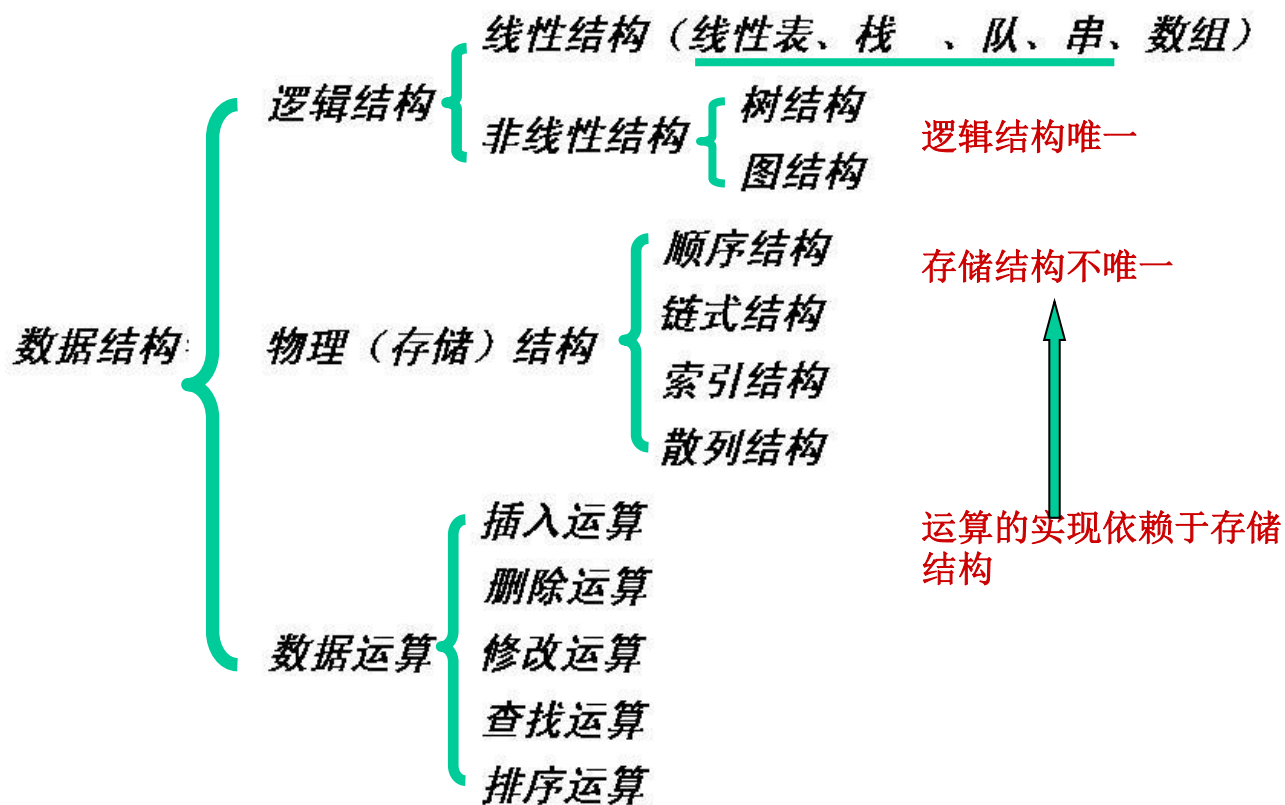 线性结构（线性表、栈 、队、串、数组）
逻辑结构
树结构
非线性结构
逻辑结构唯一
图结构
顺序结构
存储结构不唯一
链式结构
数据结构
物理（存储）结构
索引结构
散列结构
插入运算
运算的实现依赖于存储
结构
删除运算
数据运算
修改运算
查找运算
排序运算